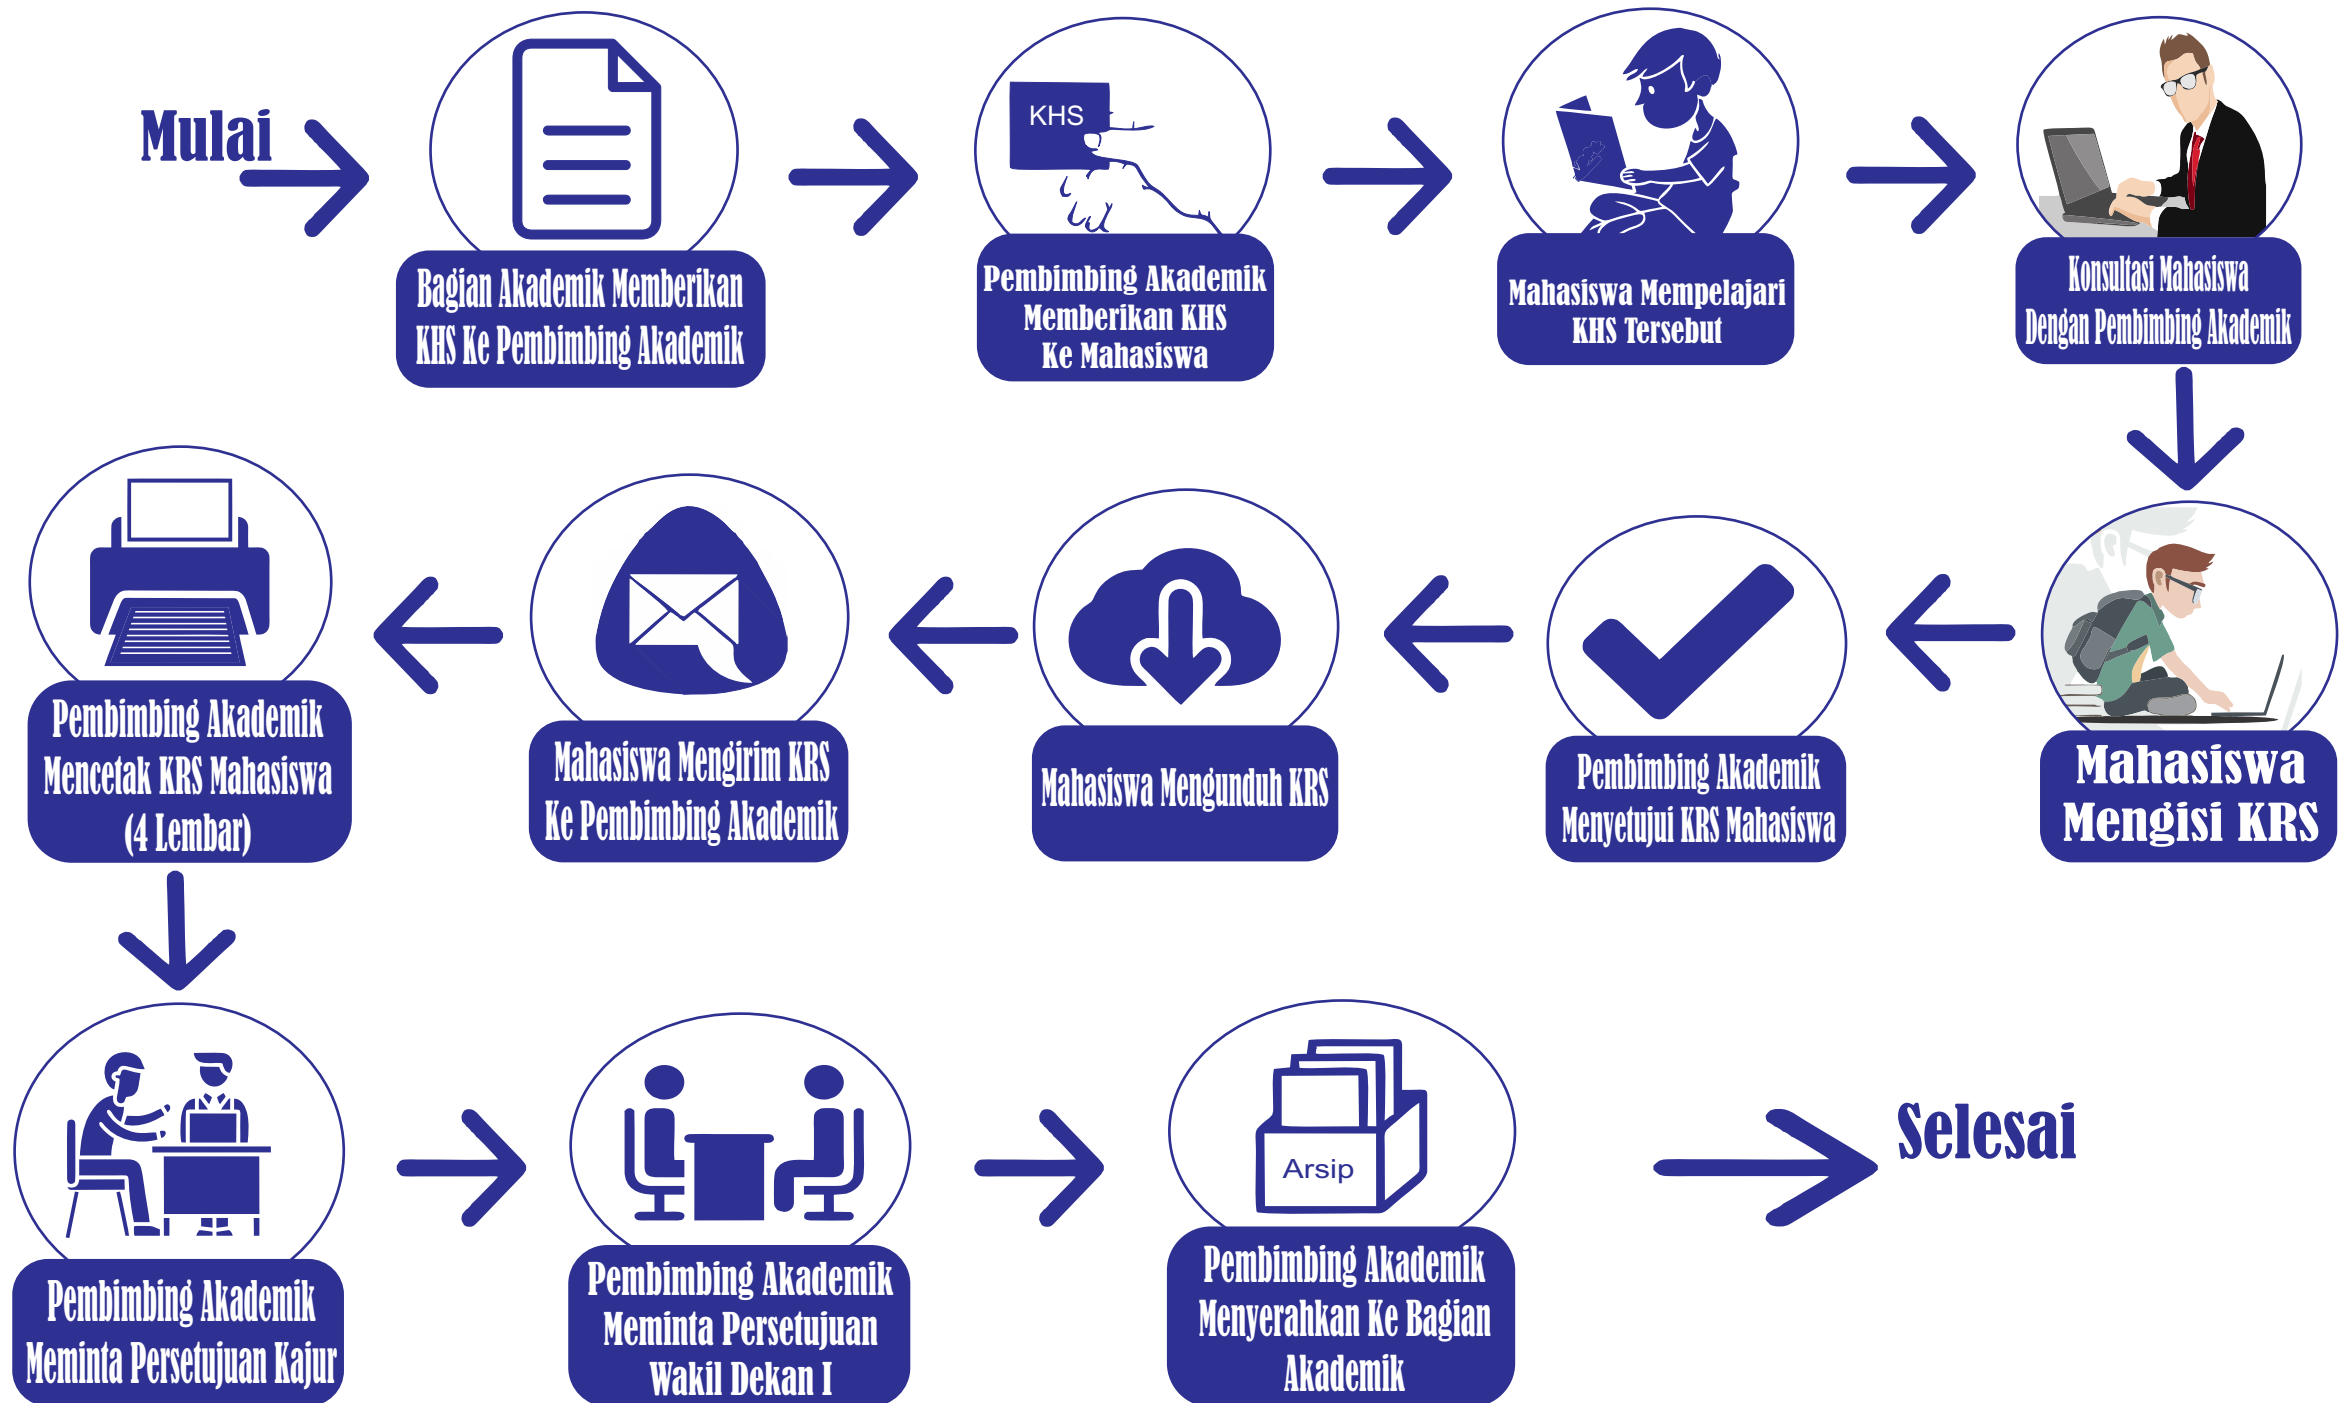 Mulai
Bagian Akademik Memberikan
KHS Ke Pembimbing Akademik
KHS
Pembimbing Akademik
Memberikan KHS
Ke Mahasiswa
Mahasiswa Mempelajari
KHS Tersebut
Konsultasi Mahasiswa
Dengan Pembimbing Akademik
Mahasiswa
Mengisi KRS
Pembimbing Akademik
Menyetujui KRS Mahasiswa
Mahasiswa Mengunduh KRS
Mahasiswa Mengirim KRS
Ke Pembimbing Akademik
Pembimbing Akademik
Mencetak KRS Mahasiswa
(4 Lembar)
Pembimbing Akademik
Meminta Persetujuan Kajur
Pembimbing Akademik
Meminta Persetujuan
Wakil Dekan I
Arsip
Pembimbing Akademik
Menyerahkan Ke Bagian
Akademik
Selesai